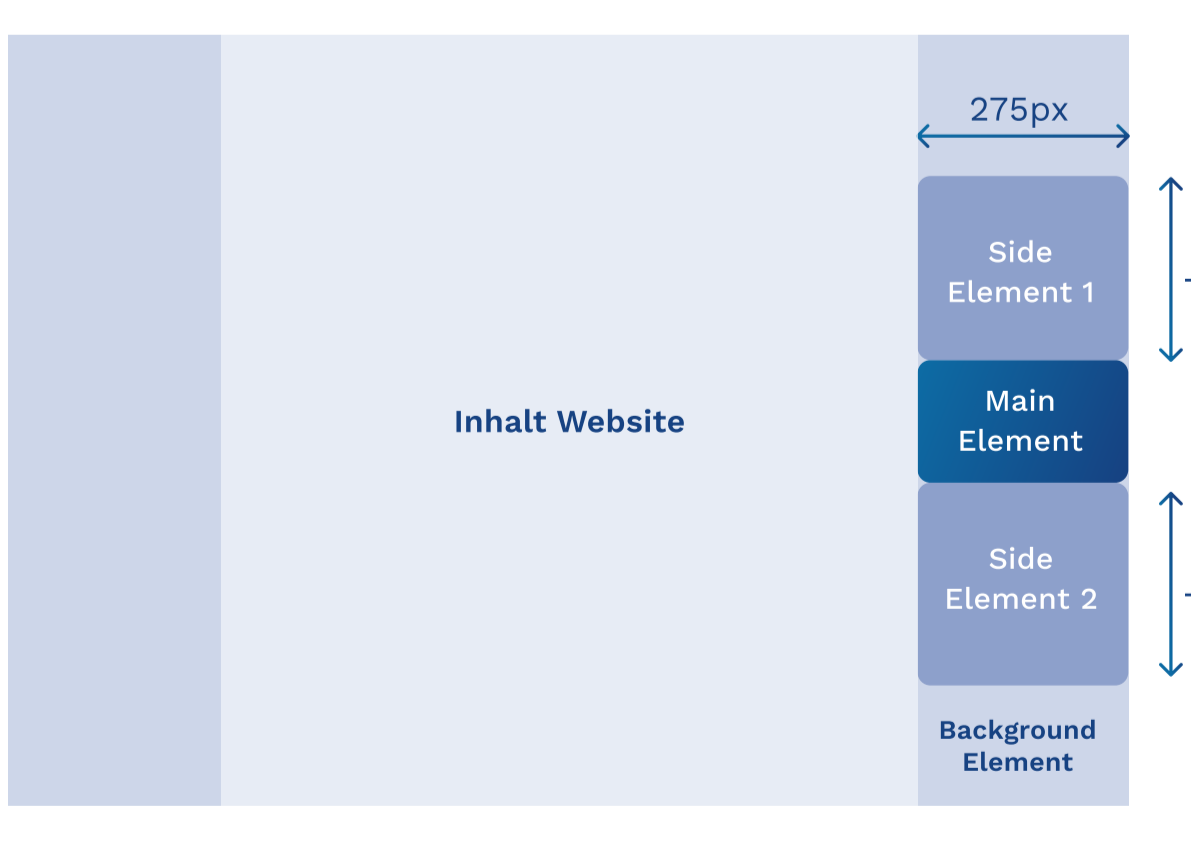 275px
Side
Element 1
Main
Element
Inhalt Website
Side
Element 2
Background
Element